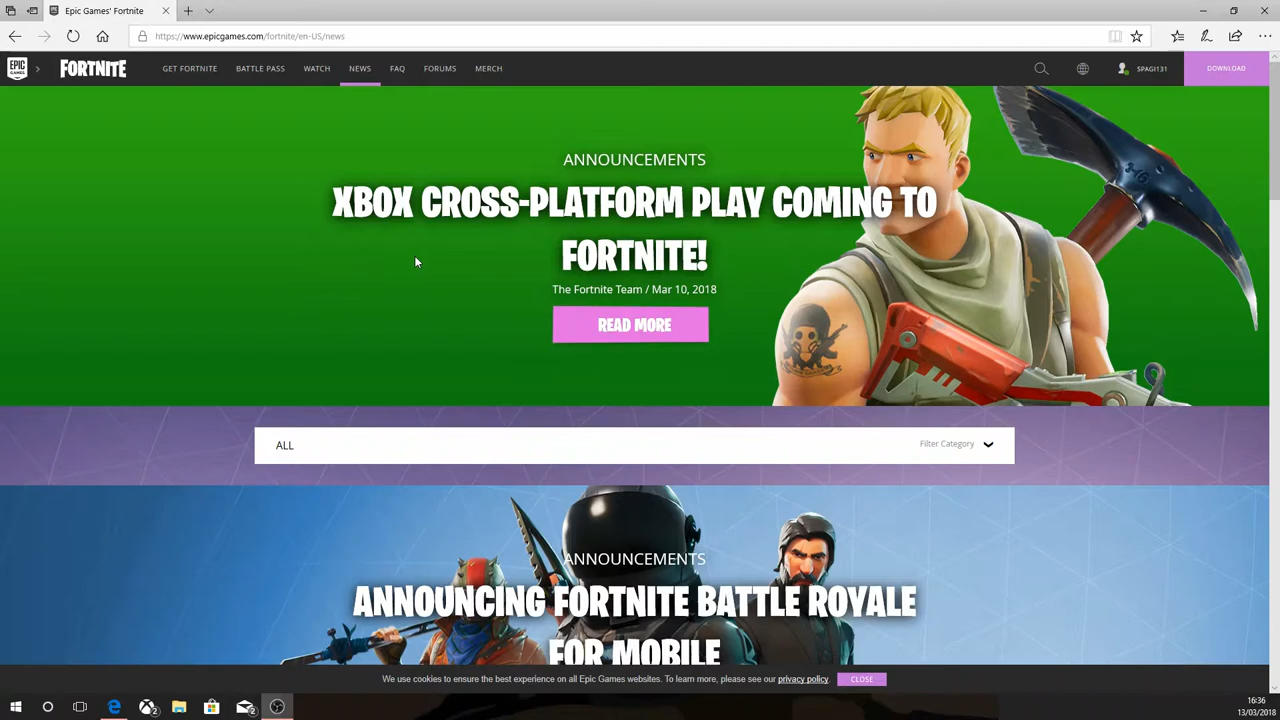 Epic Games' Fortnite
https://www.epicgames.com/fortnite/en-US/news
EPIC GAMES FORTNITE GET FORTNITE BATTLE PASS WATCH NEWS FAQ FORUMS MERCH SPAGI131 DOWNLOAD
ANNOUNCEMENTS
XBOX CROSS-PLATFORM PLAY COMING TO
FORTNITE!
The Fortnite Team / Mar 10, 2018
READ MORE
ALL Filter Category
ANNOUNCEMENTS
ANNOUNCING FORTNITE BATTLE ROYALE
FOR MOBILE
We use cookies to ensure the best experience on all Epic Games websites. To learn more, please see our privacy policy CLOSE
16:36
13/03/2018